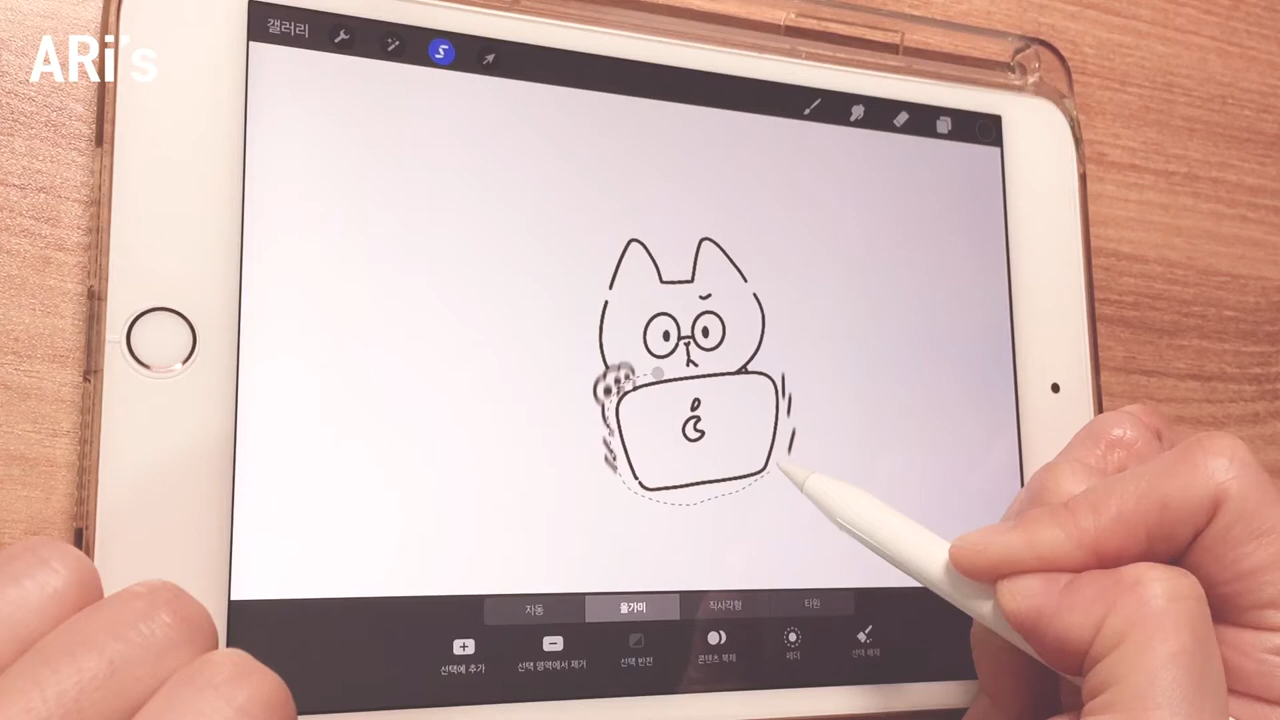 ARi's
갤러리
자동
올가미
직사각형
타원
선택에 추가
선택 영역에서 제거
선택 반전
콘텐츠 복제
페더
선택 해제